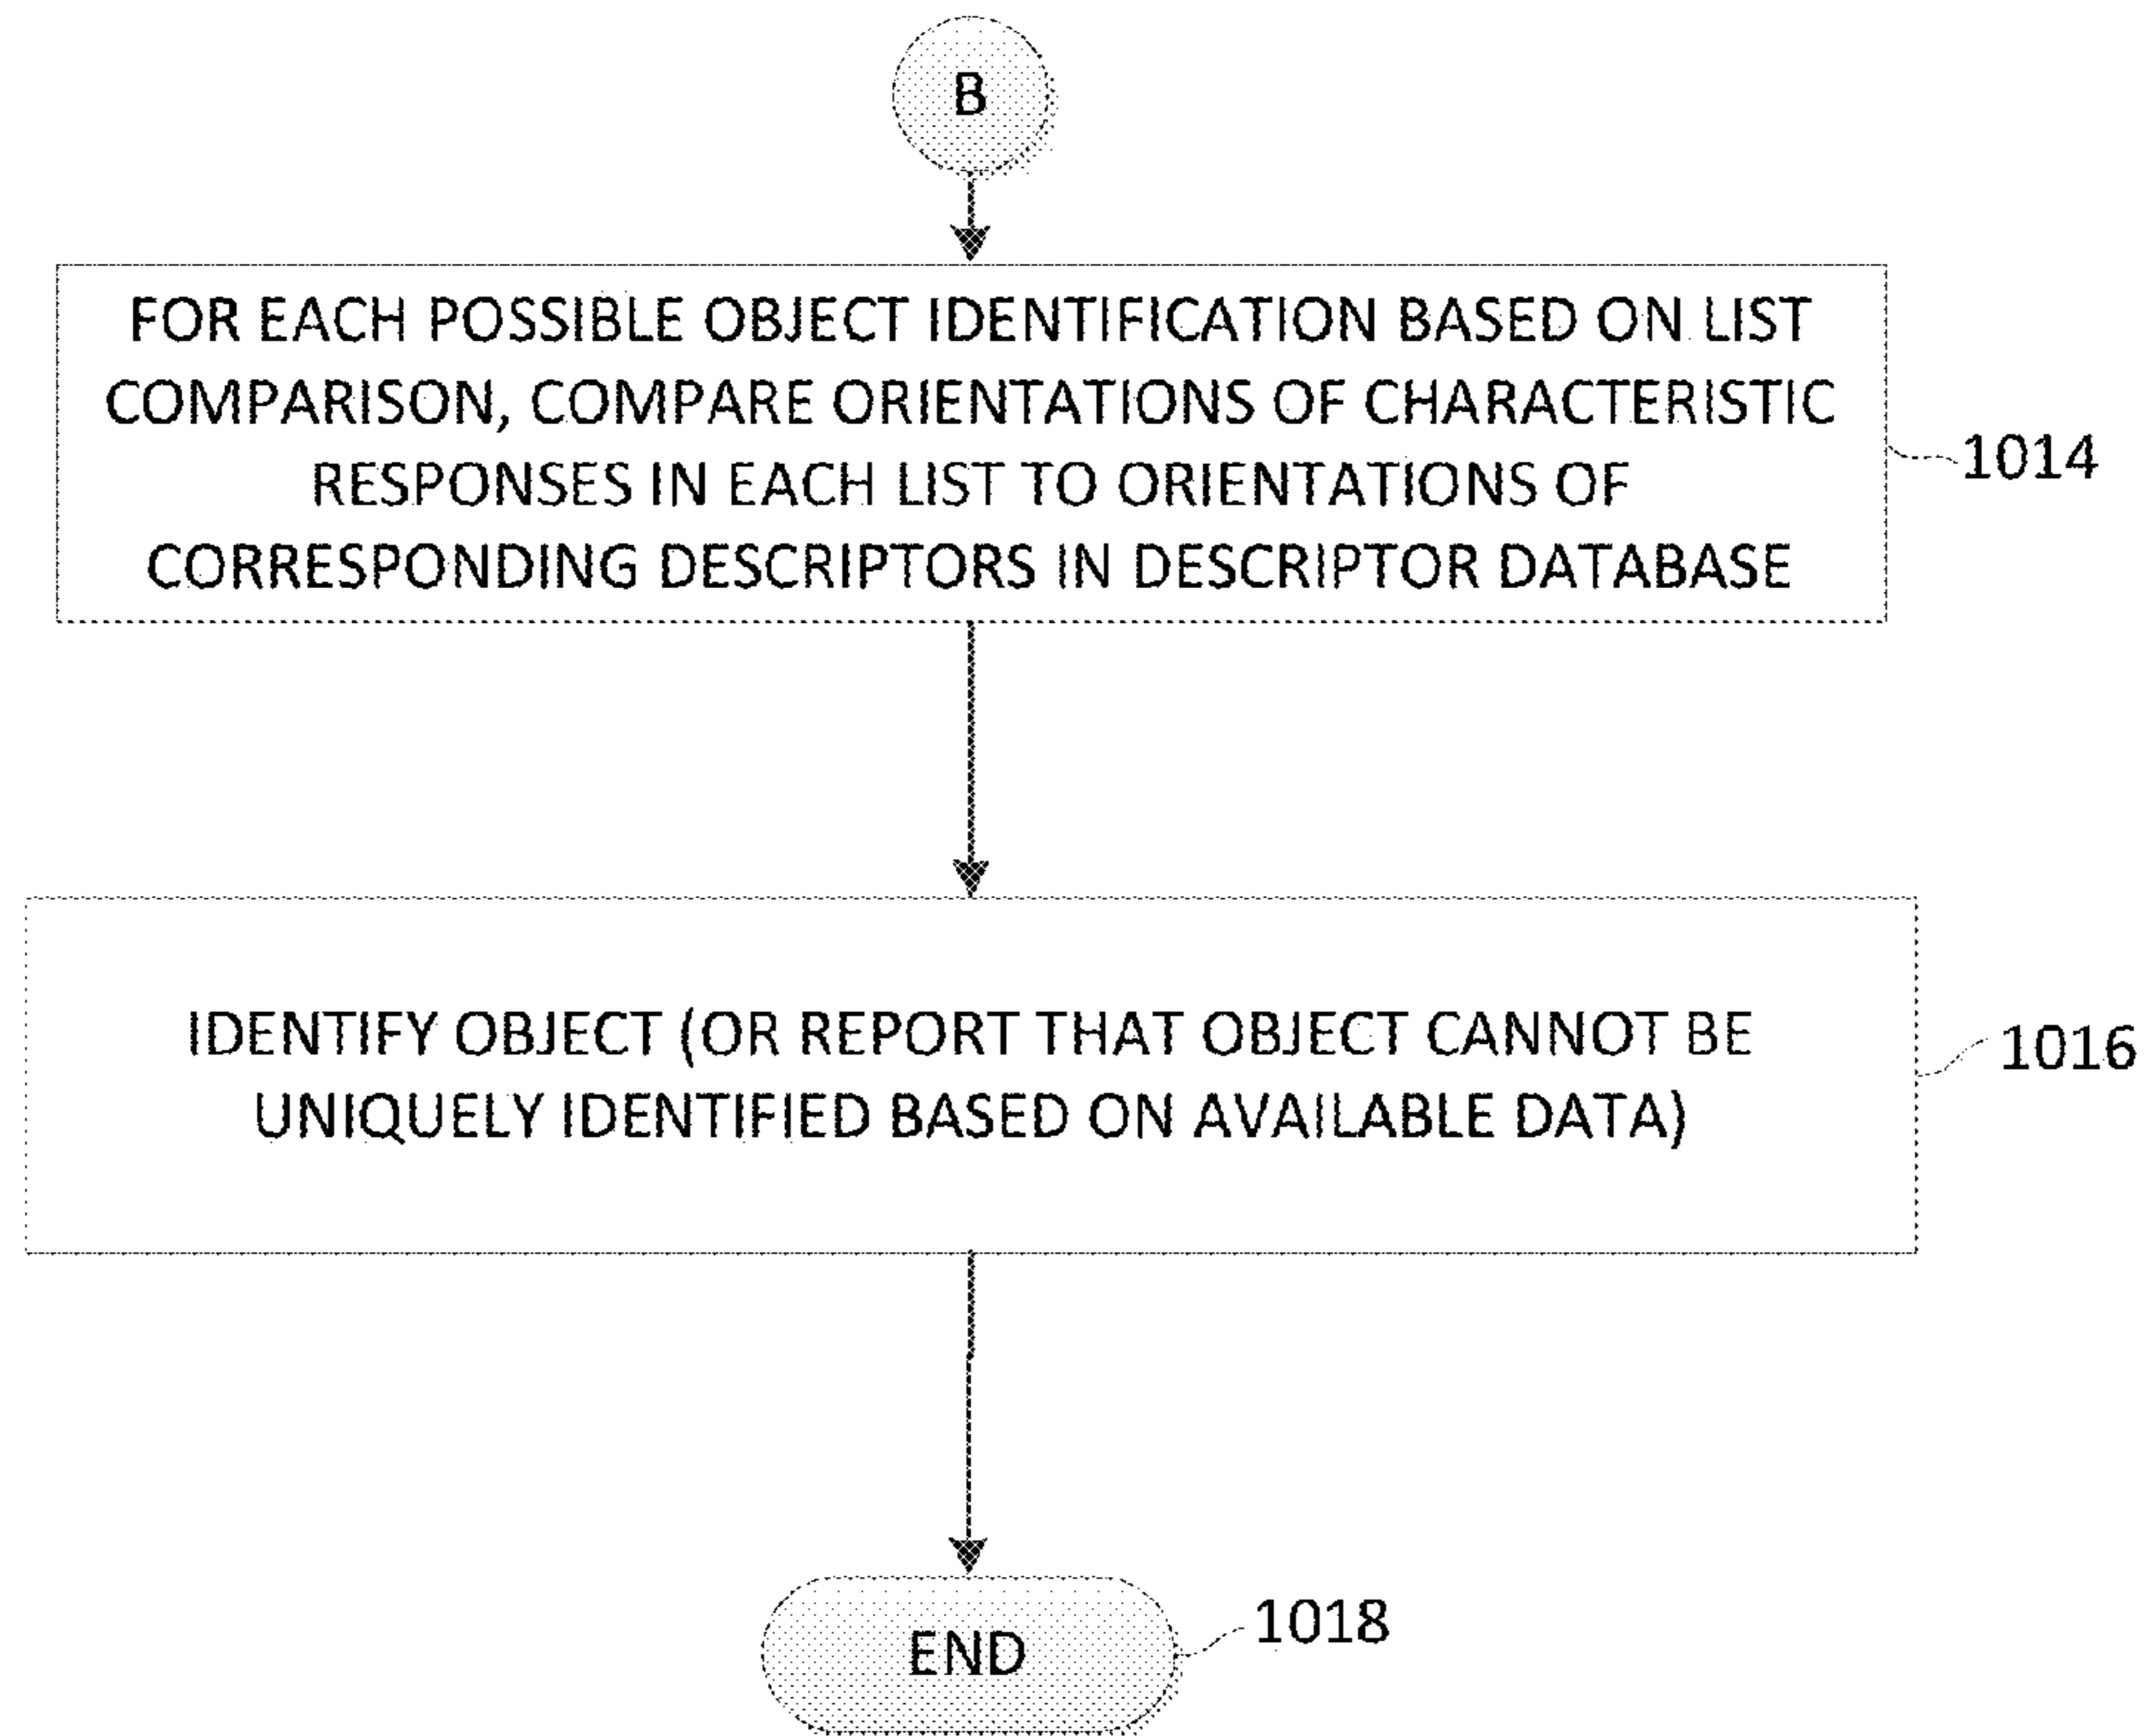 B
FOR EACH POSSIBLE OBJECT IDENTIFICATION BASED ON LIST
COMPARISON, COMPARE ORIENTATIONS OF CHARACTERISTIC
RESPONSES IN EACH LIST TO ORIENTATIONS OF
CORRESPONDING DESCRIPTORS IN DESCRIPTOR DATABASE
1014
IDENTIFY OBJECT (OR REPORT THAT OBJECT CANNOT BE
UNIQUELY IDENTIFIED BASED ON AVAILABLE DATA)
1016
END
1018